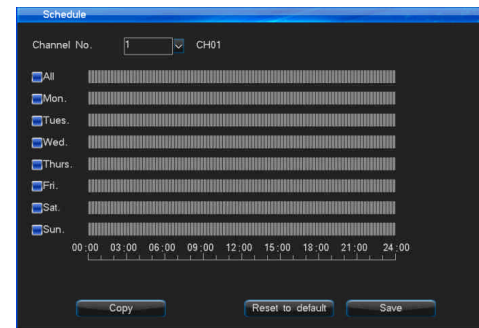 Schedule
Channel No. 1 CH01
All
Mon.
Tues.
Wed.
Thurs.
Fri.
Sat.
Sun.
00:00 03:00 06:00 09:00 12:00 15:00 18:00 21:00 24:00
Copy Reset to default Save